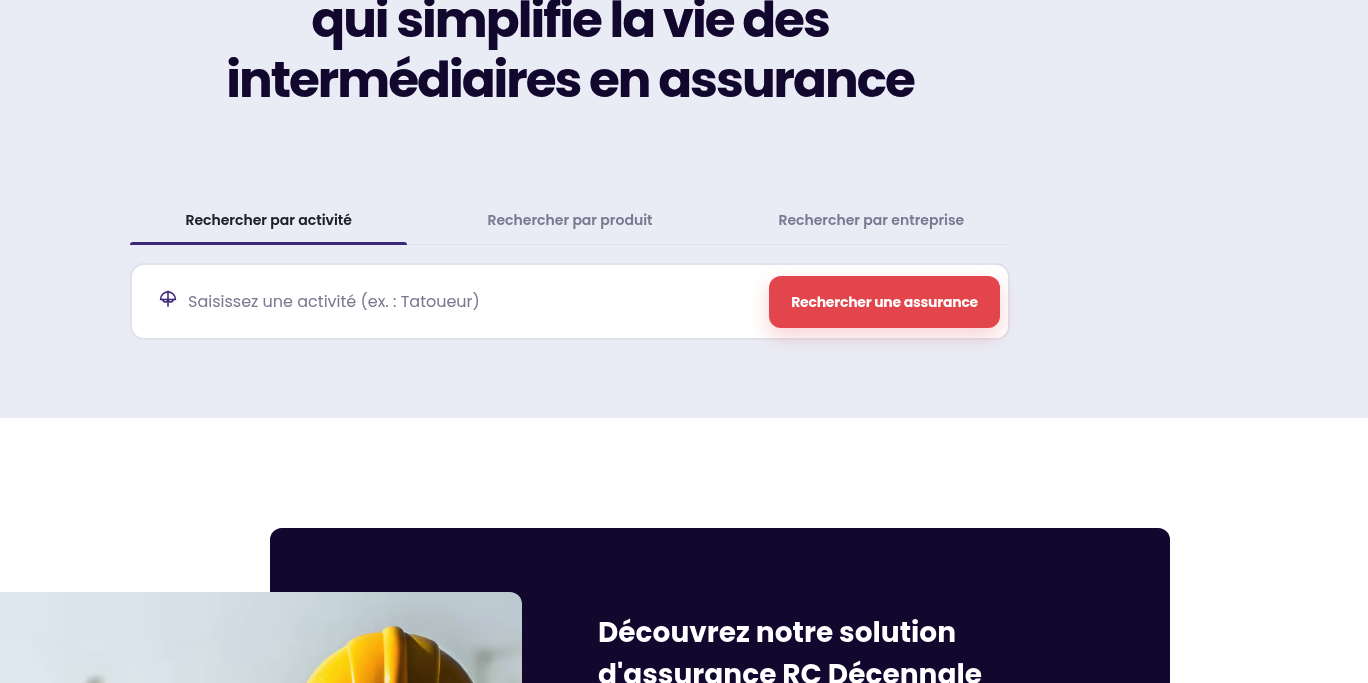 qui simplifie la vie des
intermédiaires en assurance
Rechercher par activité
Rechercher par produit
Rechercher par entreprise
Saisissez une activité (ex. : Tatoueur)
Rechercher une assurance
Découvrez notre solution
d'assurance RC Décennale